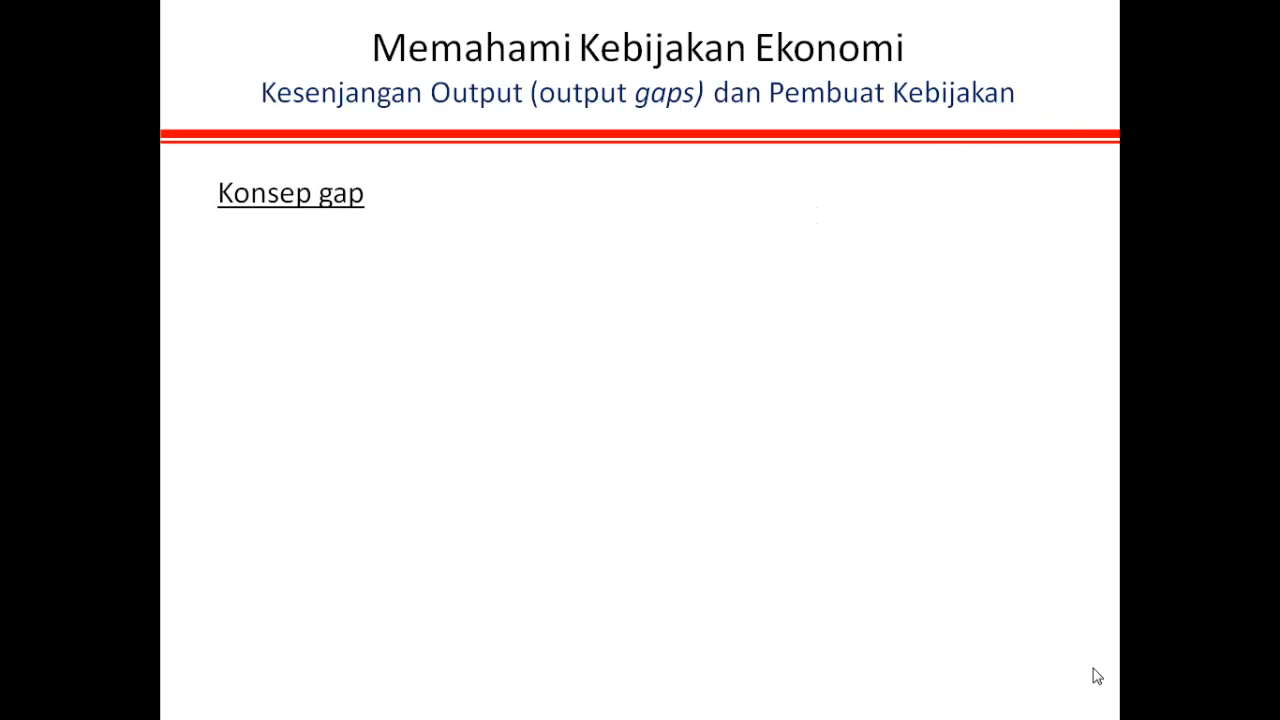 Memahami Kebijakan Ekonomi
Kesenjangan Output (output gaps) dan Pembuat Kebijakan
Konsep gap